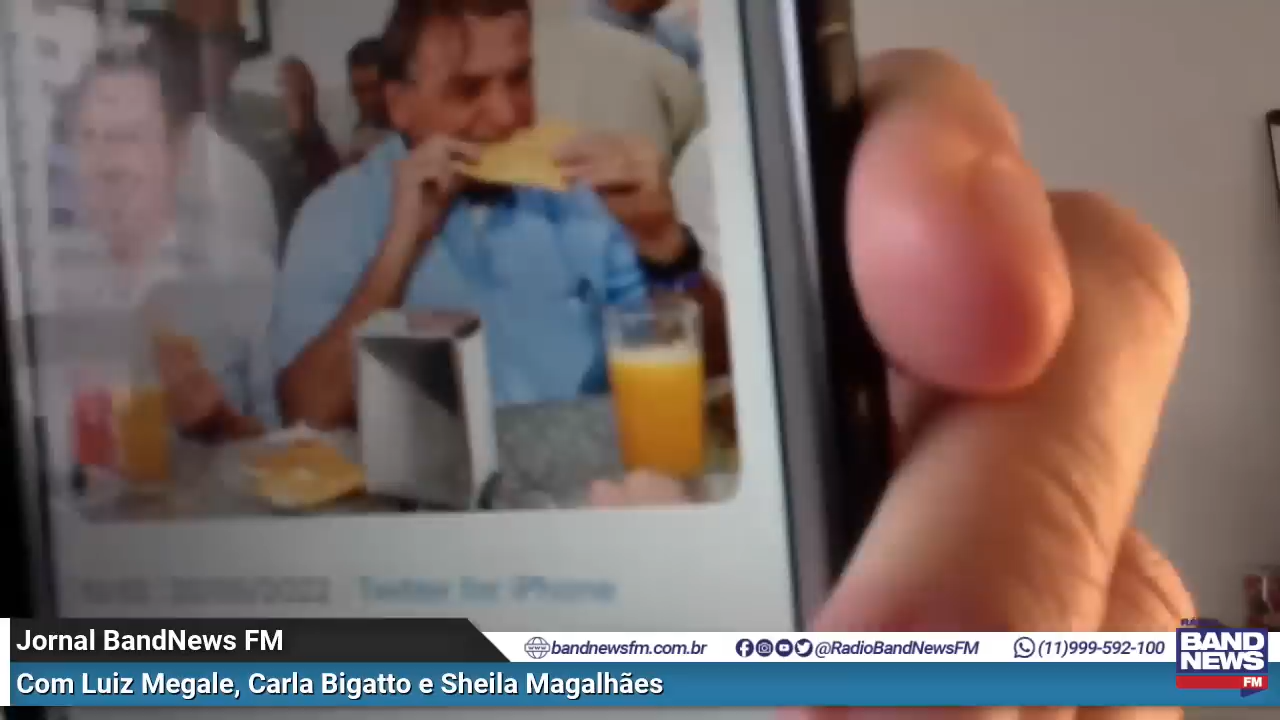 Twitter for iPhone
Jornal BandNews FM
bandnewsfm.com.br
@RadioBandNewsFM
(11)999-592-100
RÁDIO
BAND
NEWS
FM
Com Luiz Megale, Carla Bigatto e Sheila Magalhães